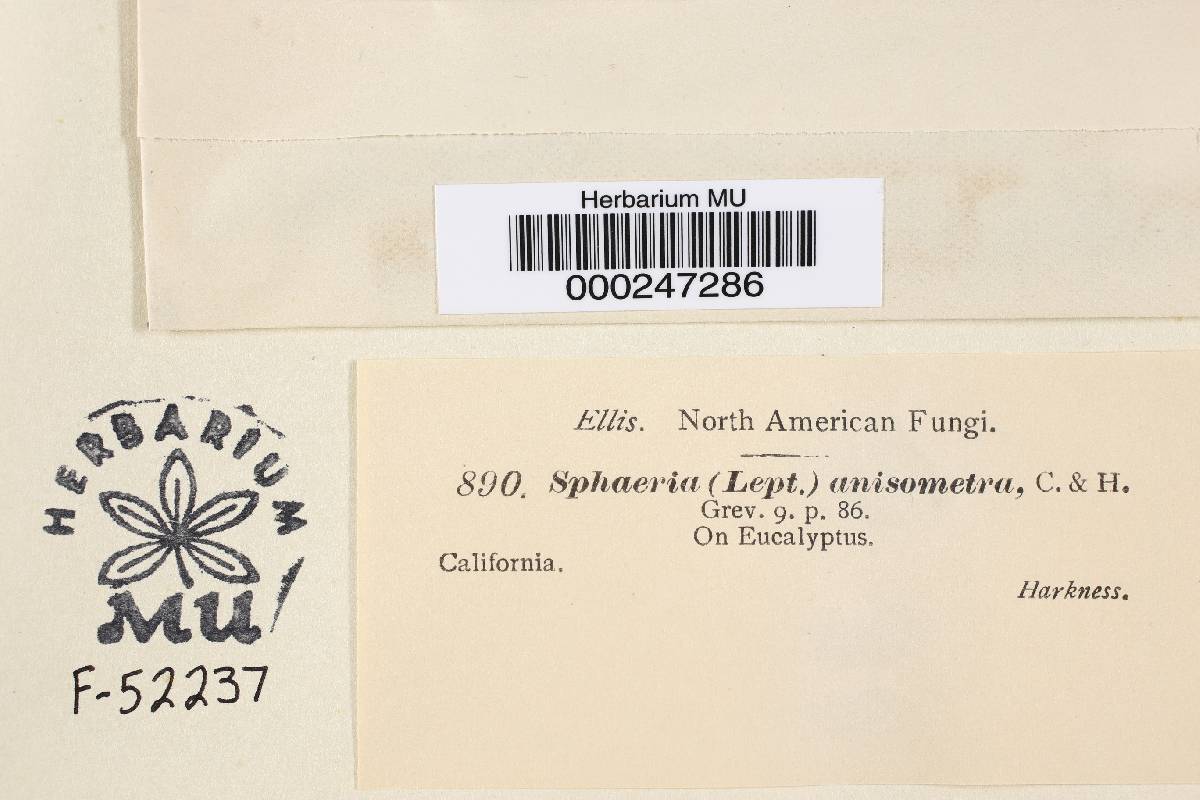 Herbarium MU
000247286
HERBARIUM
MU
F-52237
Ellis. North American Fungi.
890. Sphaeria (Lept.) anisometra, C. & H.
Grev. 9. p. 86.
On Eucalyptus.
California.
Harkness.